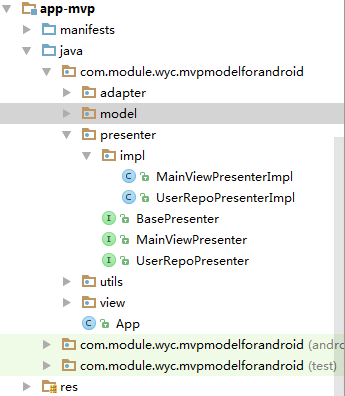 app-mvp
manifests
java
com.module.wyc.mvpmodelforandroid
adapter
model
presenter
impl
MainViewPresenterImpl
UserRepoPresenterImpl
BasePresenter
MainViewPresenter
UserRepoPresenter
utils
view
App
com.module.wyc.mvpmodelforandroid (andro
com.module.wyc.mvpmodelforandroid (test)
res